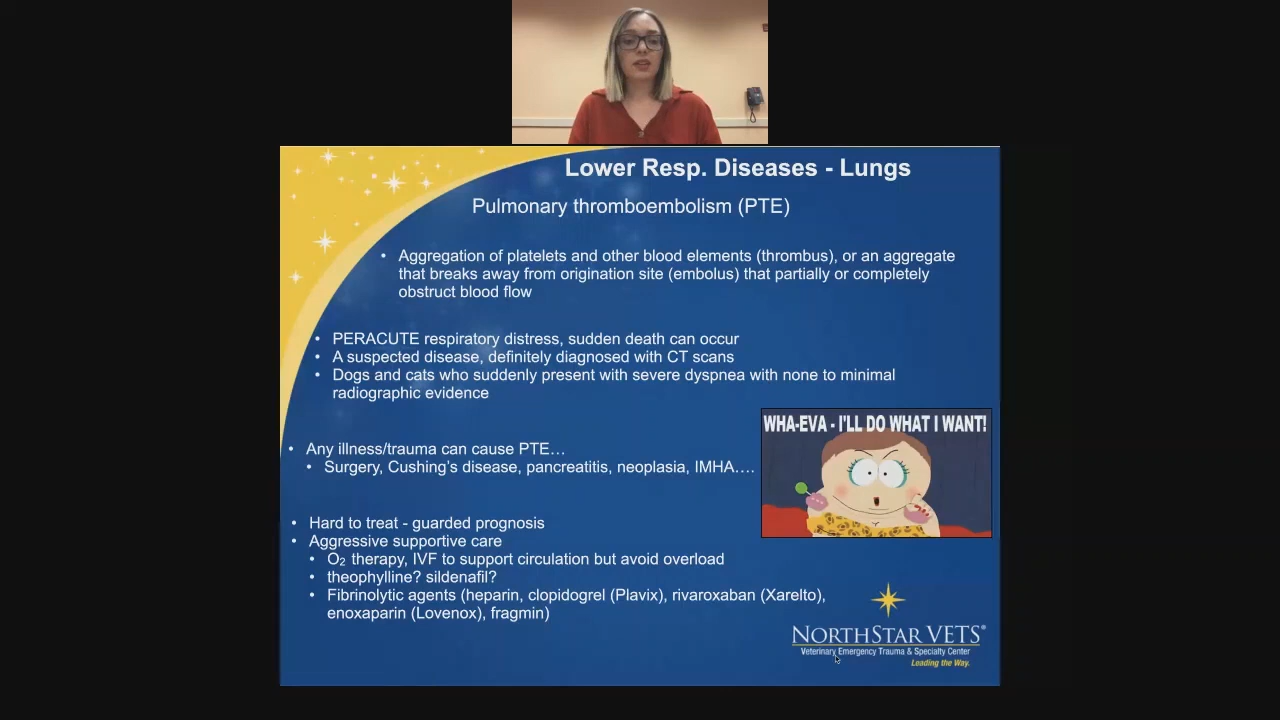 Lower Resp. Diseases - Lungs
Pulmonary thromboembolism (PTE)
• Aggregation of platelets and other blood elements (thrombus), or an aggregate
that breaks away from origination site (embolus) that partially or completely
obstruct blood flow
• PERACUTE respiratory distress, sudden death can occur
• A suspected disease, definitely diagnosed with CT scans
• Dogs and cats who suddenly present with severe dyspnea with none to minimal
radiographic evidence
WHA-EVA - I'LL DO WHAT I WANT!
• Any illness/trauma can cause PTE…
• Surgery, Cushing's disease, pancreatitis, neoplasia, IMHA….
• Hard to treat - guarded prognosis
• Aggressive supportive care
• O₂ therapy, IVF to support circulation but avoid overload
• theophylline? sildenafil?
• Fibrinolytic agents (heparin, clopidogrel (Plavix), rivaroxaban (Xarelto),
enoxaparin (Lovenox), fragmin)
NORTHSTAR VETS®
Veterinary Emergency Trauma & Specialty Center
Leading the Way.